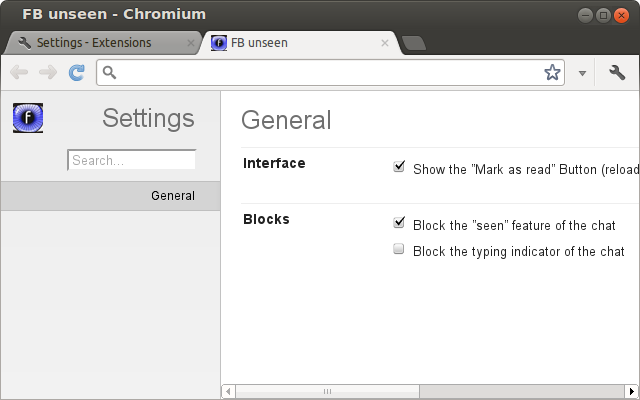 FB unseen - Chromium
Settings - Extensions
FB unseen
f
Settings
Search...
General
General
Interface
Show the "Mark as read" Button (reload
Blocks
Block the "seen" feature of the chat
Block the typing indicator of the chat